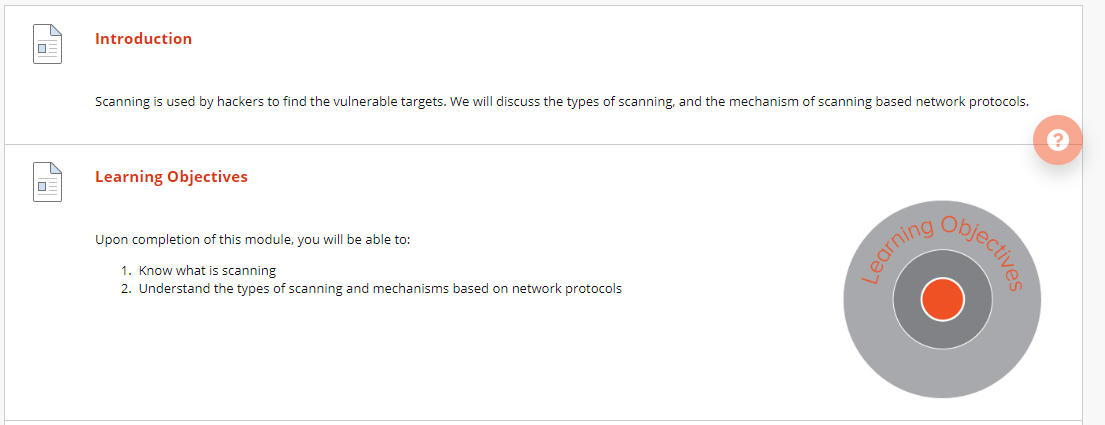 Introduction
Scanning is used by hackers to find the vulnerable targets. We will discuss the types of scanning, and the mechanism of scanning based network protocols.
?
Learning Objectives
Upon completion of this module, you will be able to:
1. Know what is scanning
2. Understand the types of scanning and mechanisms based on network protocols
Learning Objectives